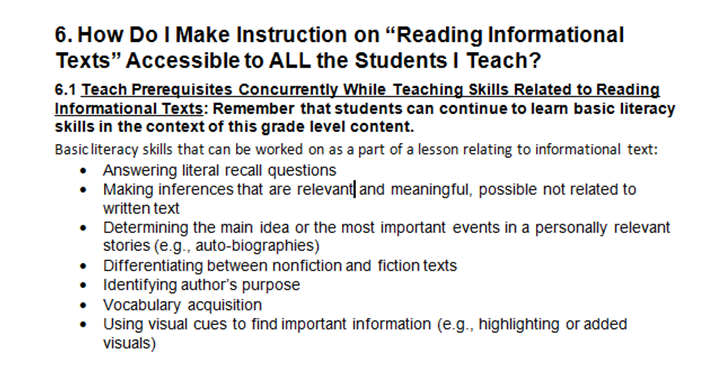 6. How Do I Make Instruction on “Reading Informational
Texts” Accessible to ALL the Students I Teach?
6.1 Teach Prerequisites Concurrently While Teaching Skills Related to Reading
Informational Texts: Remember that students can continue to learn basic literacy
skills in the context of this grade level content.
Basic literacy skills that can be worked on as a part of a lesson relating to informational text:
• Answering literal recall questions
• Making inferences that are relevant and meaningful, possible not related to
written text
• Determining the main idea or the most important events in a personally relevant
stories (e.g., auto-biographies)
• Differentiating between nonfiction and fiction texts
• Identifying author’s purpose
• Vocabulary acquisition
• Using visual cues to find important information (e.g., highlighting or added
visuals)